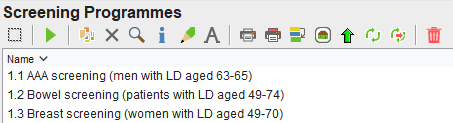 Screening Programmes
Name
1.1 AAA screening (men with LD aged 63-65)
1.2 Bowel screening (patients with LD aged 49-74)
1.3 Breast screening (women with LD aged 49-70)